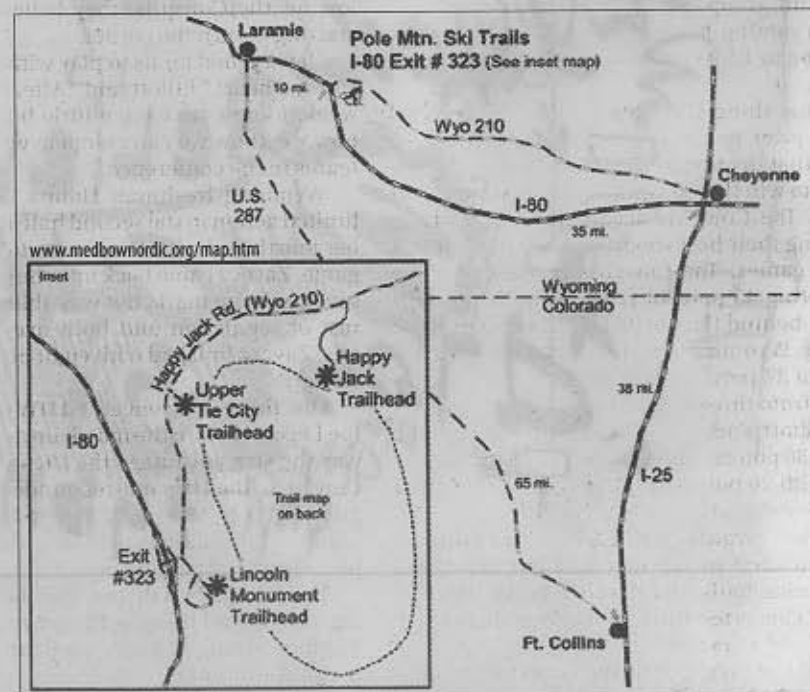 Laramie
Pole Mtn. Ski Trails
I-80 Exit # 323 (See inset map)
10 mi.
Wyo 210
Cheyenne
U.S.
287
I-80
35 mi.
www.medbownordic.org/map.htm
Inset
Wyoming
Colorado
Happy Jack Rd. (Wyo 210)
Happy
Jack
Trailhead
Upper
Tie City
Trailhead
38 mi.
I-80
I-25
Trail map
on back
65 mi.
Exit
#323
Lincoln
Monument
Trailhead
Ft. Collins